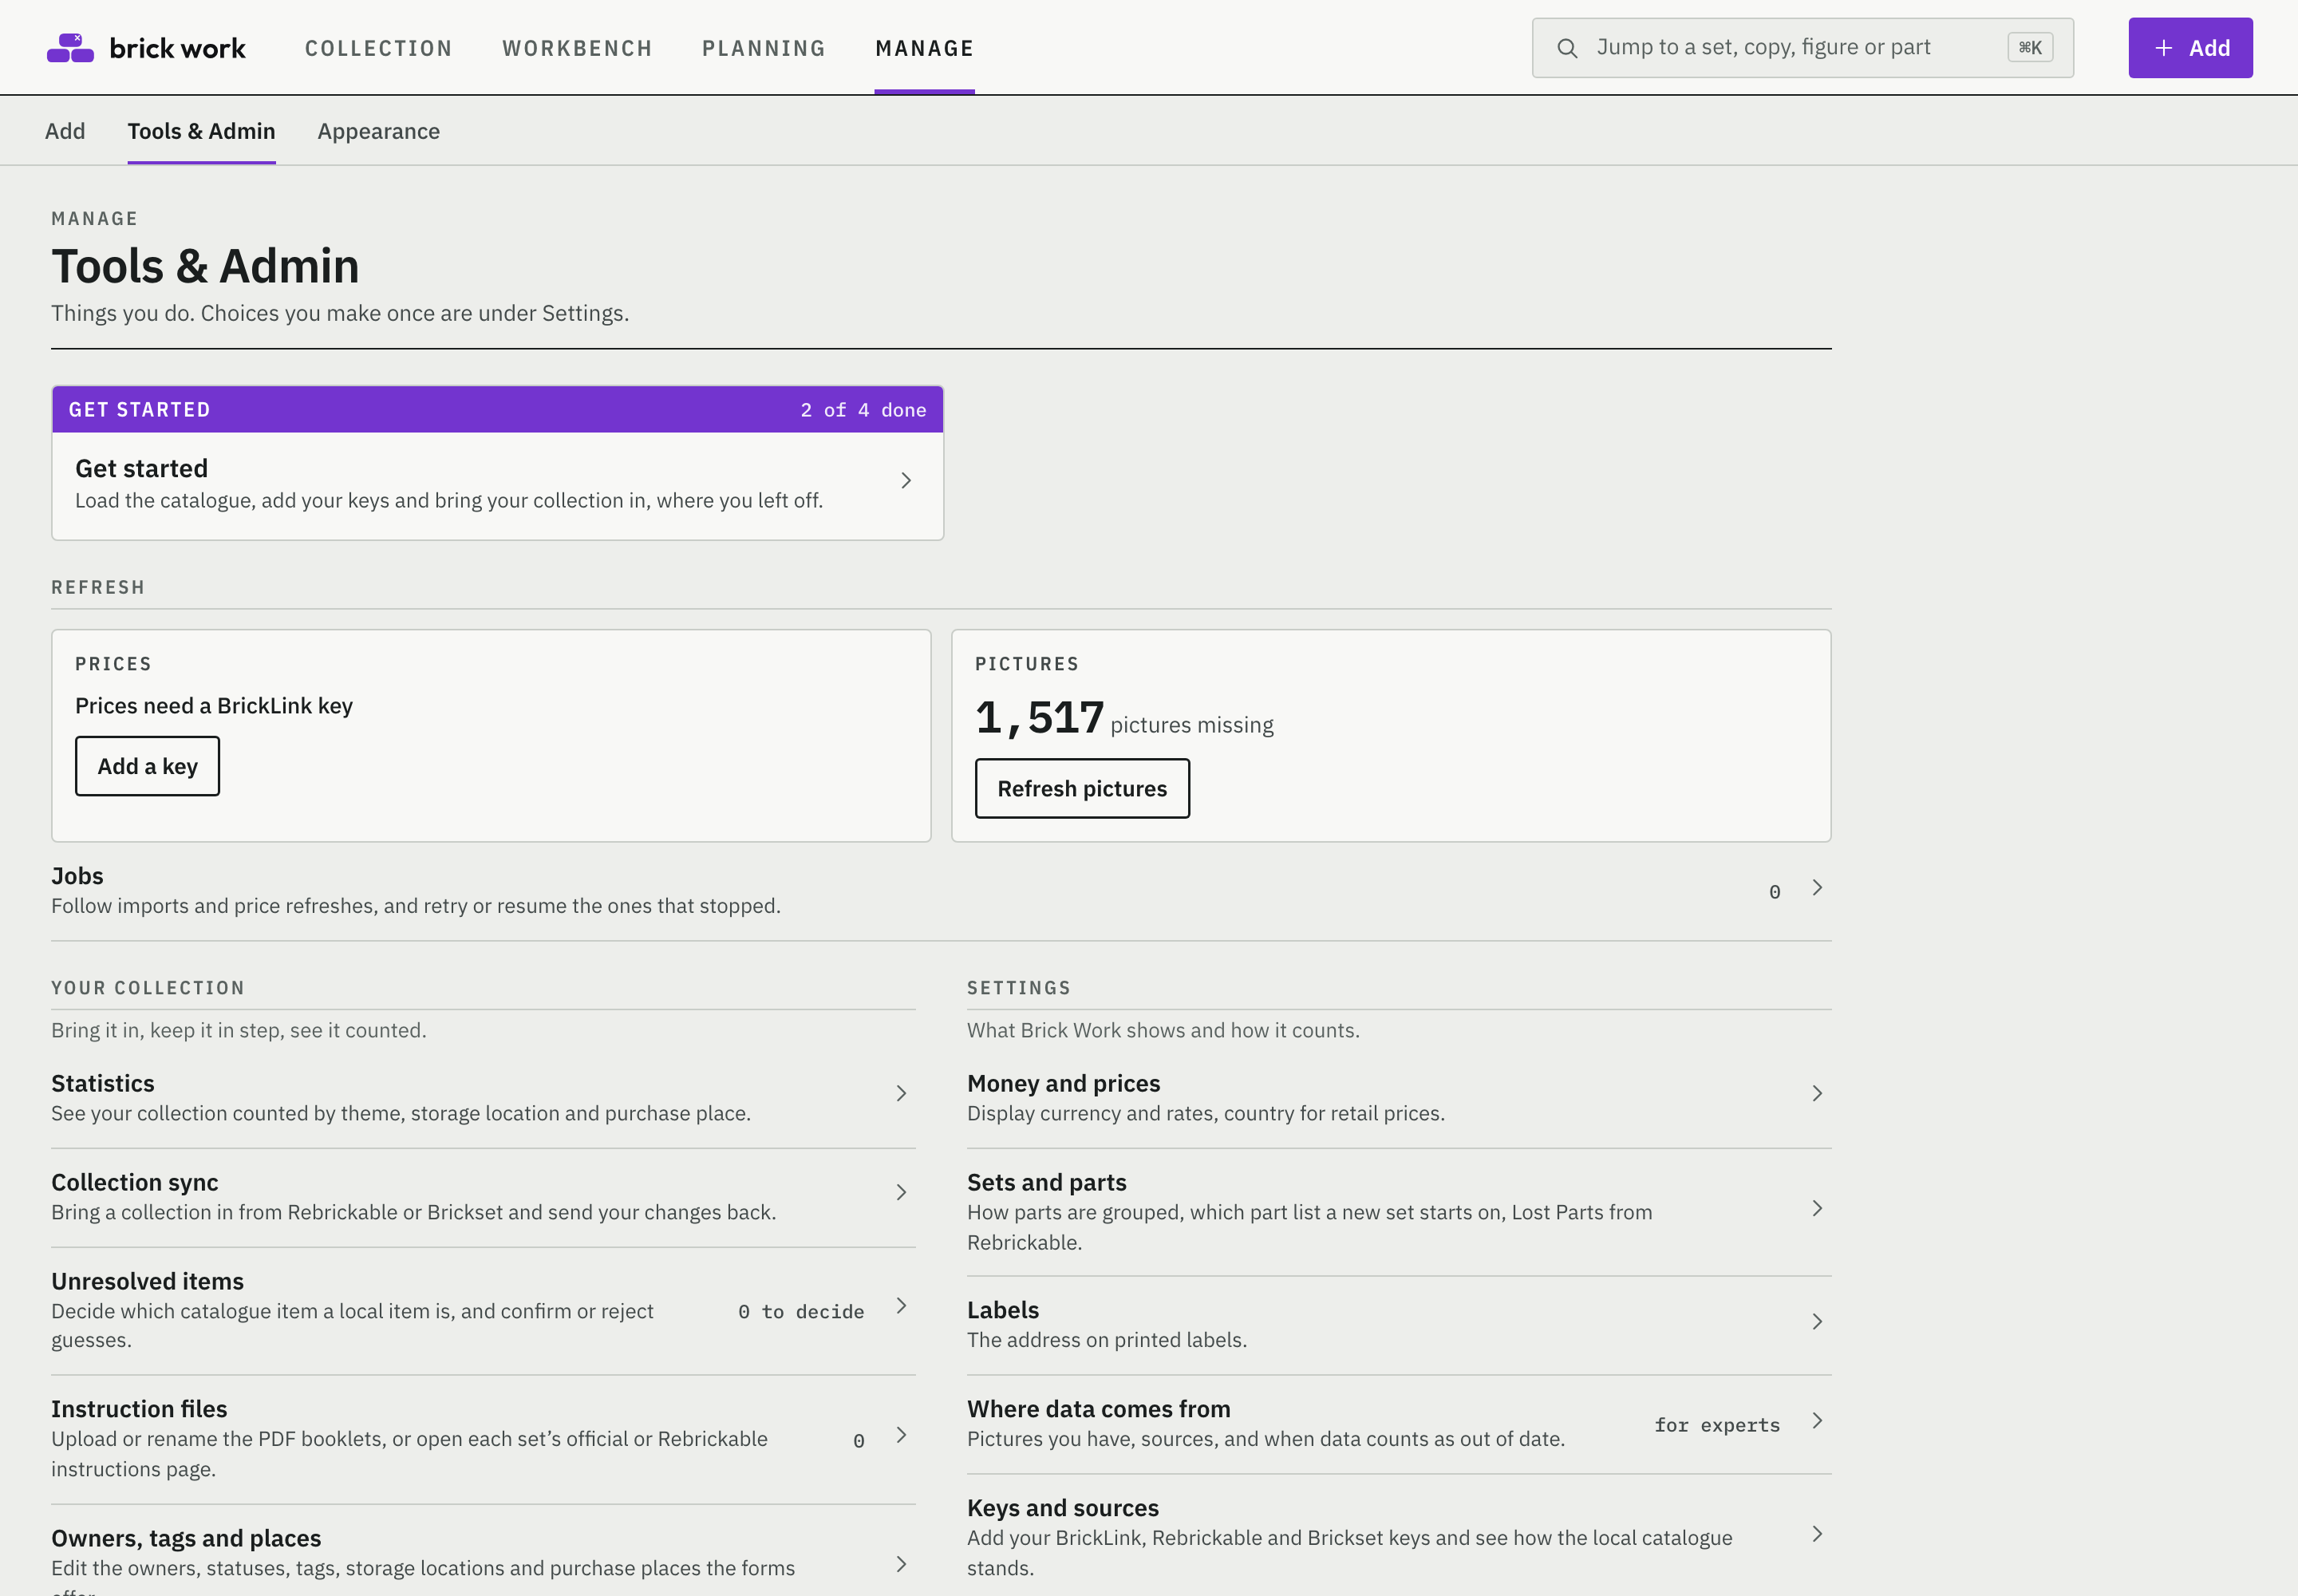 brick work
COLLECTION
WORKBENCH
PLANNING
MANAGE
Jump to a set, copy, figure or part
⌘K
+ Add
Add
Tools & Admin
Appearance
MANAGE
Tools & Admin
Things you do. Choices you make once are under Settings.
GET STARTED
2 of 4 done
Get started
Load the catalogue, add your keys and bring your collection in, where you left off.
REFRESH
PRICES
Prices need a BrickLink key
Add a key
PICTURES
1,517 pictures missing
Refresh pictures
Jobs
Follow imports and price refreshes, and retry or resume the ones that stopped.
0
YOUR COLLECTION
Bring it in, keep it in step, see it counted.
Statistics
See your collection counted by theme, storage location and purchase place.
Collection sync
Bring a collection in from Rebrickable or Brickset and send your changes back.
Unresolved items
Decide which catalogue item a local item is, and confirm or reject
guesses.
0 to decide
Instruction files
Upload or rename the PDF booklets, or open each set’s official or Rebrickable
instructions page.
0
Owners, tags and places
Edit the owners, statuses, tags, storage locations and purchase places the forms
SETTINGS
What Brick Work shows and how it counts.
Money and prices
Display currency and rates, country for retail prices.
Sets and parts
How parts are grouped, which part list a new set starts on, Lost Parts from
Rebrickable.
Labels
The address on printed labels.
Where data comes from
Pictures you have, sources, and when data counts as out of date.
for experts
Keys and sources
Add your BrickLink, Rebrickable and Brickset keys and see how the local catalogue
stands.